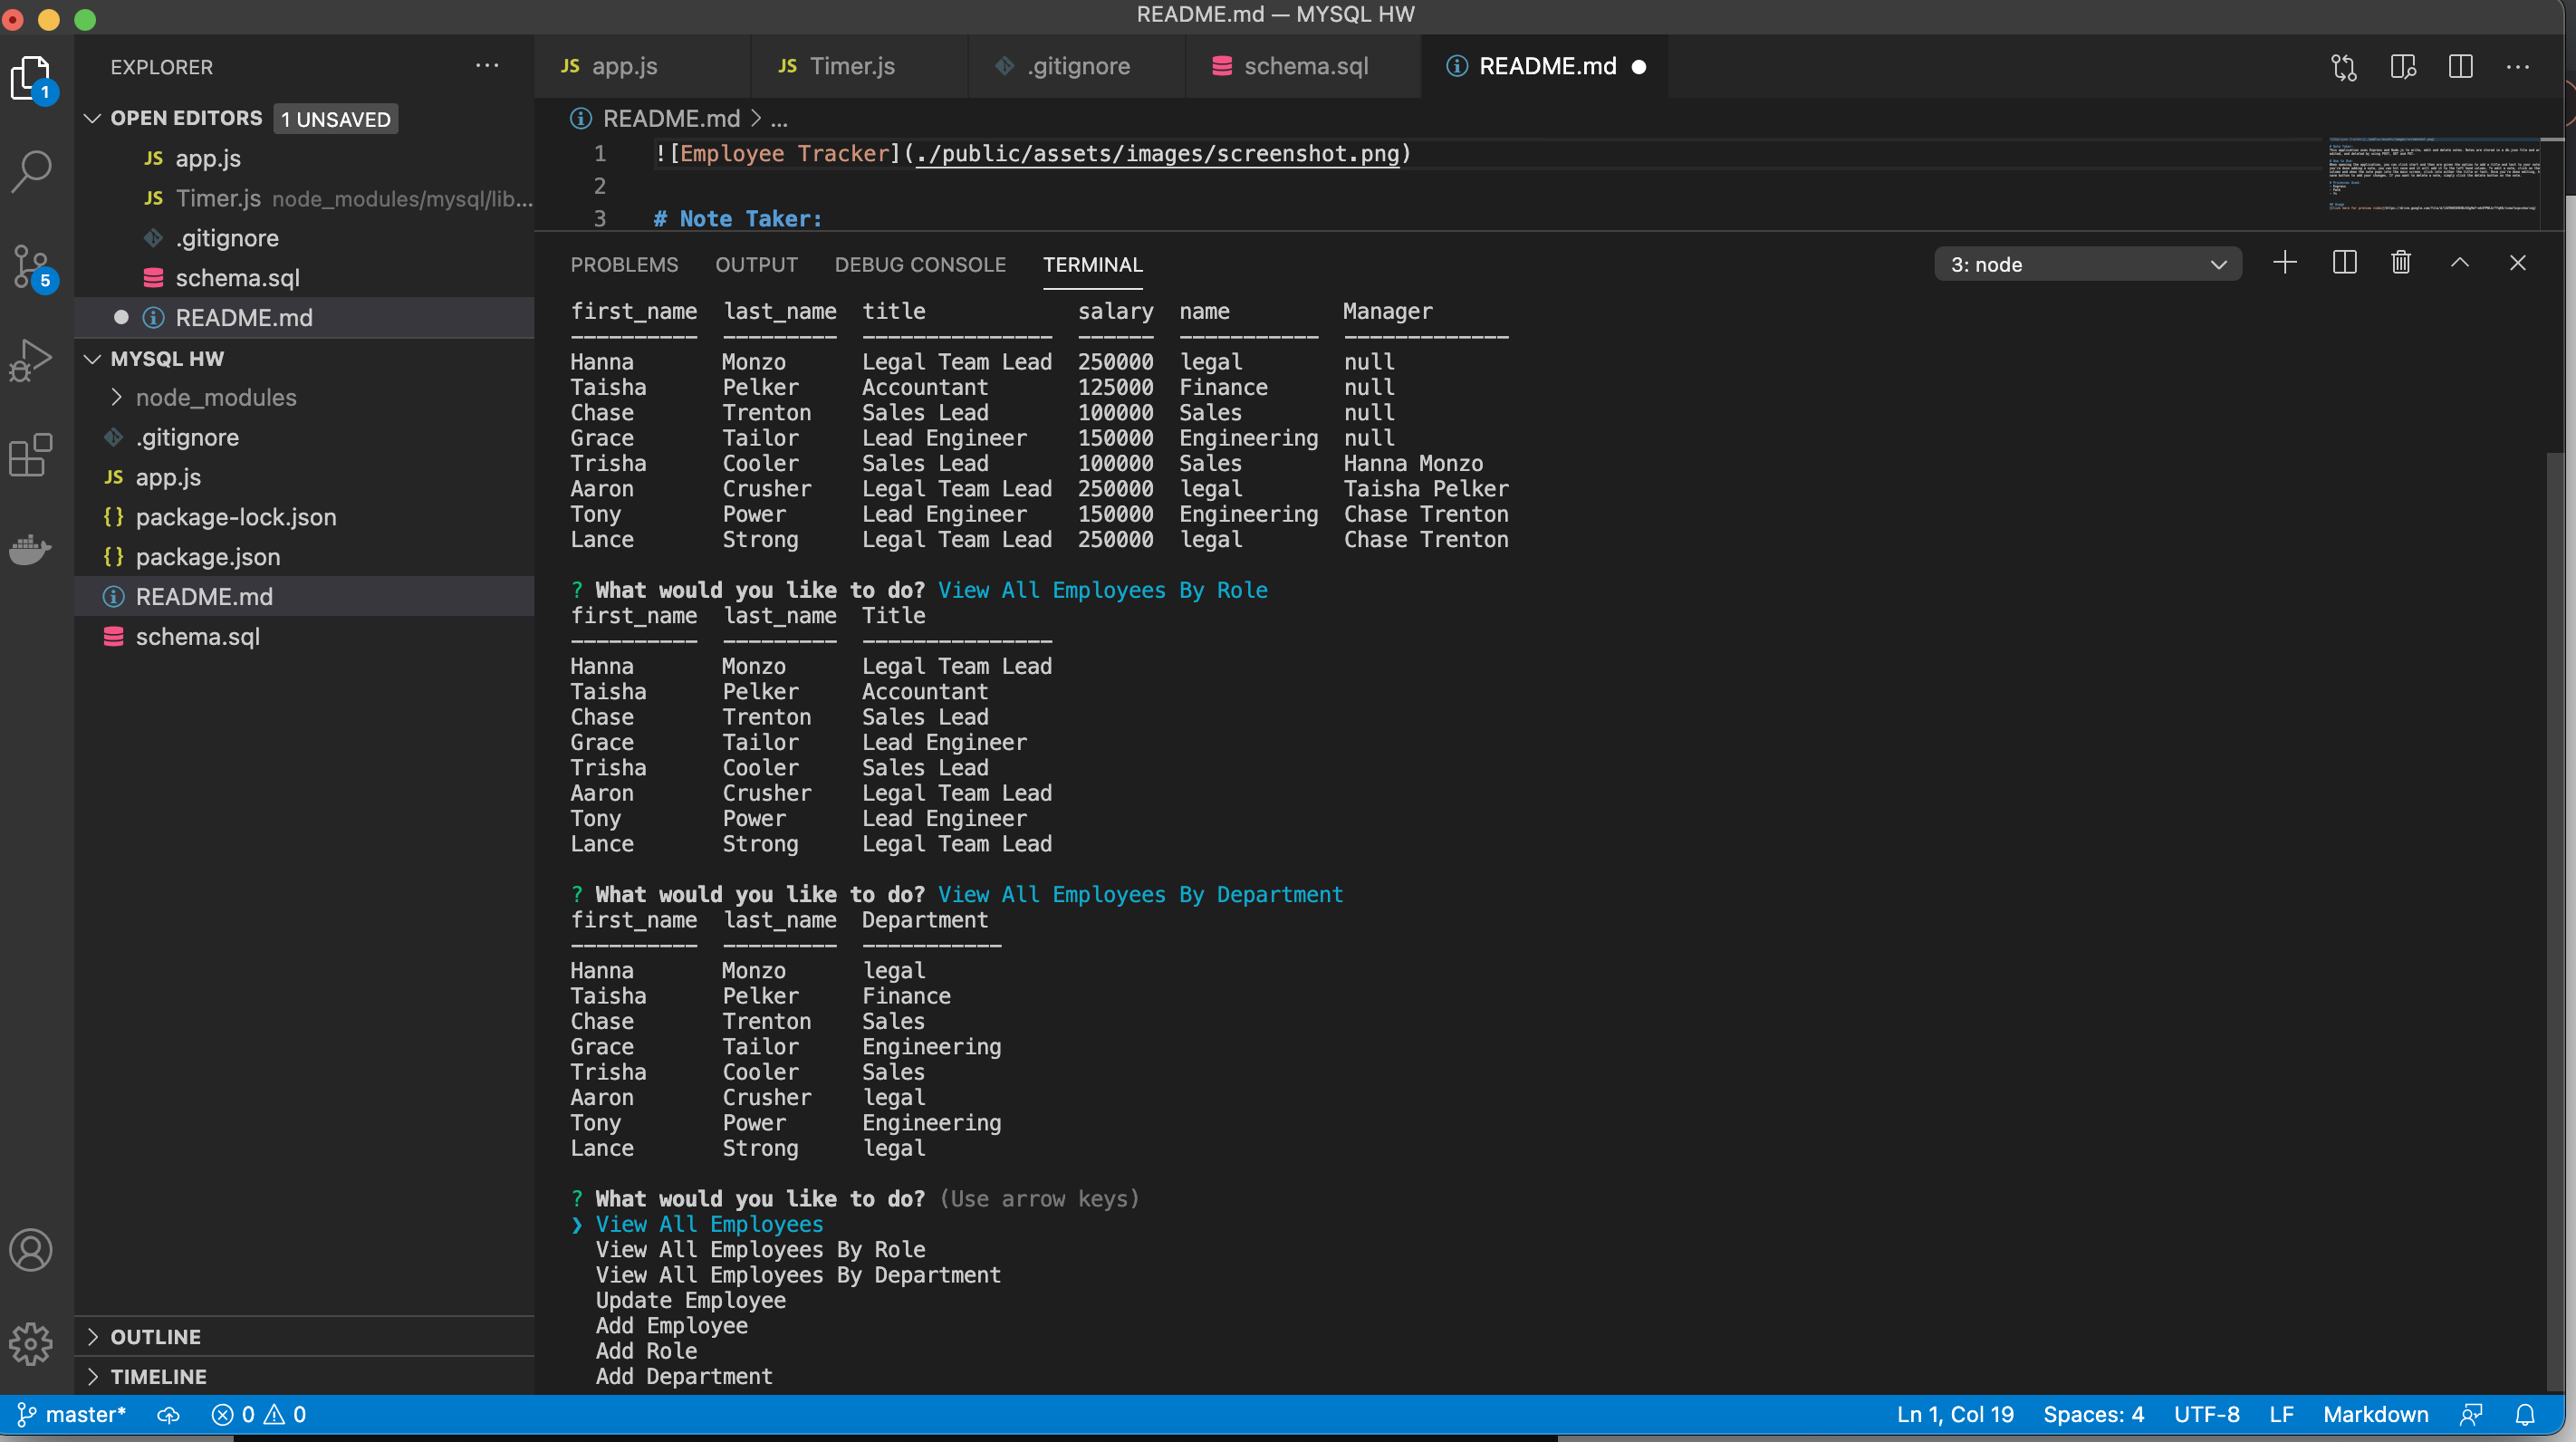 README.md — MYSQL HW
EXPLORER
OPEN EDITORS 1 UNSAVED
JS app.js
JS Timer.js node_modules/mysql/lib...
.gitignore
schema.sql
README.md
MYSQL HW
node_modules
.gitignore
JS app.js
{} package-lock.json
{} package.json
README.md
schema.sql
OUTLINE
TIMELINE
1
5
JS app.js JS Timer.js .gitignore schema.sql README.md
README.md > ...
1 ![Employee Tracker](./public/assets/images/screenshot.png)
2
3 # Note Taker:
PROBLEMS OUTPUT DEBUG CONSOLE TERMINAL 3: node
first_name last_name title salary name Manager
---------- --------- --------------- ------ ----------- -------------
Hanna Monzo Legal Team Lead 250000 legal null
Taisha Pelker Accountant 125000 Finance null
Chase Trenton Sales Lead 100000 Sales null
Grace Tailor Lead Engineer 150000 Engineering null
Trisha Cooler Sales Lead 100000 Sales Hanna Monzo
Aaron Crusher Legal Team Lead 250000 legal Taisha Pelker
Tony Power Lead Engineer 150000 Engineering Chase Trenton
Lance Strong Legal Team Lead 250000 legal Chase Trenton
? What would you like to do? View All Employees By Role
first_name last_name Title
---------- --------- ---------------
Hanna Monzo Legal Team Lead
Taisha Pelker Accountant
Chase Trenton Sales Lead
Grace Tailor Lead Engineer
Trisha Cooler Sales Lead
Aaron Crusher Legal Team Lead
Tony Power Lead Engineer
Lance Strong Legal Team Lead
? What would you like to do? View All Employees By Department
first_name last_name Department
---------- --------- -----------
Hanna Monzo legal
Taisha Pelker Finance
Chase Trenton Sales
Grace Tailor Engineering
Trisha Cooler Sales
Aaron Crusher legal
Tony Power Engineering
Lance Strong legal
? What would you like to do? (Use arrow keys)
❯ View All Employees
View All Employees By Role
View All Employees By Department
Update Employee
Add Employee
Add Role
Add Department
master* 0 0 Ln 1, Col 19 Spaces: 4 UTF-8 LF Markdown